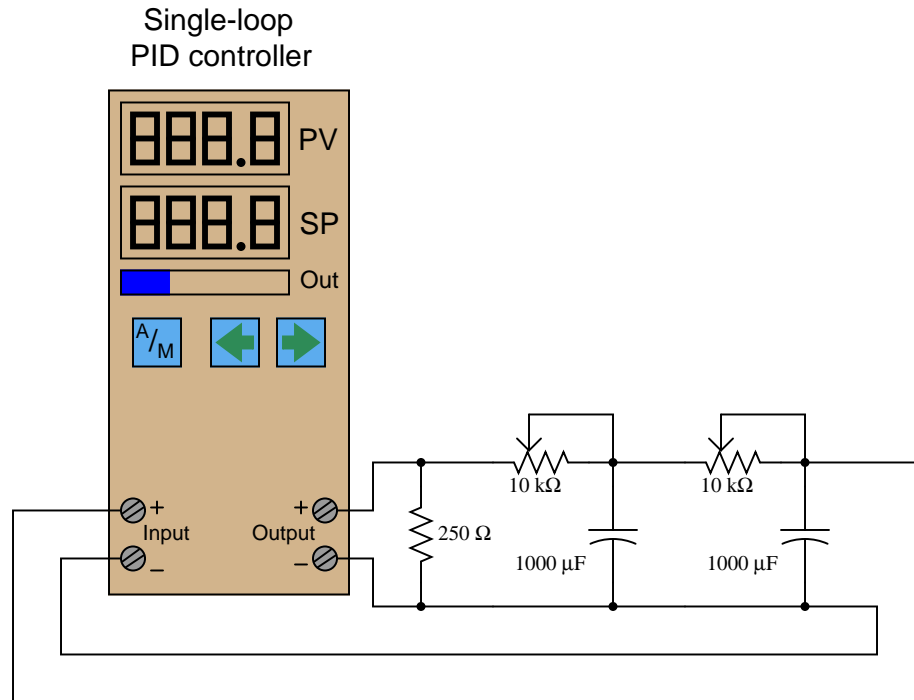 Single-loop
PID controller
888.8 PV
888.8 SP
Out
A/M
+ Input
Output +
_
−
250 Ω
10 kΩ
10 kΩ
1000 µF
1000 µF